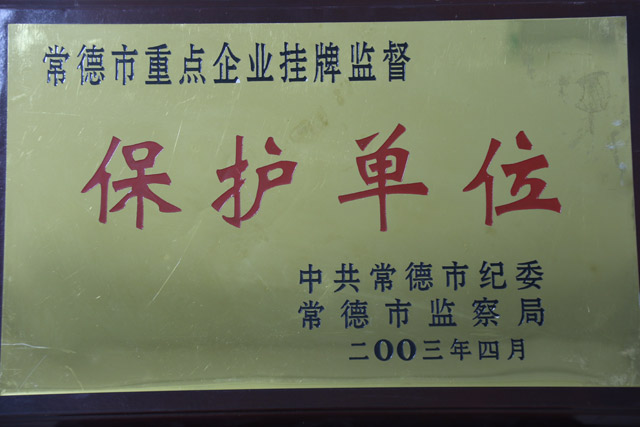 常德市重点企业挂牌监督
保护单位
中共常德市纪委
常德市监察局
二OO三年四月